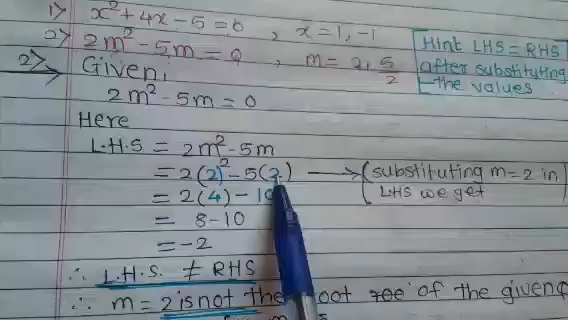 1) x² + 4x - 5 = 0 , x = 1, -1
2) 2m² - 5m = 0 , m = 2, 5/2
Hint LHS = RHS
after substituting
the values
2) Given,
2m² - 5m = 0
Here
L.H.S = 2m² - 5m
= 2(2)² - 5(2) → (substituting m = 2 in
LHS we get
= 2(4) - 10
= 8 - 10
= -2
∴ L.H.S. ≠ RHS
∴ m = 2 is not the root of the given